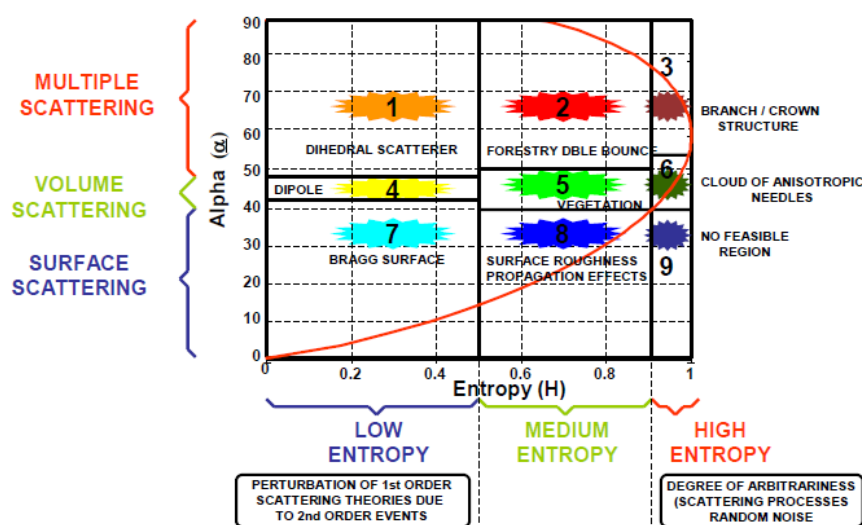 MULTIPLE
SCATTERING
VOLUME
SCATTERING
SURFACE
SCATTERING
Alpha (α)
90
80
70
60
50
40
30
20
10
0
1
DIHEDRAL SCATTERER
2
FORESTRY DBLE BOUNCE
3
BRANCH / CROWN
STRUCTURE
DIPOLE
4
5
VEGETATION
6
CLOUD OF ANISOTROPIC
NEEDLES
7
BRAGG SURFACE
8
SURFACE ROUGHNESS
PROPAGATION EFFECTS
9
NO FEASIBLE
REGION
0
0.2
0.4
0.6
0.8
1
Entropy (H)
LOW
ENTROPY
MEDIUM
ENTROPY
HIGH
ENTROPY
PERTURBATION OF 1st ORDER
SCATTERING THEORIES DUE
TO 2nd ORDER EVENTS
DEGREE OF ARBITRARINESS
(SCATTERING PROCESSES
RANDOM NOISE